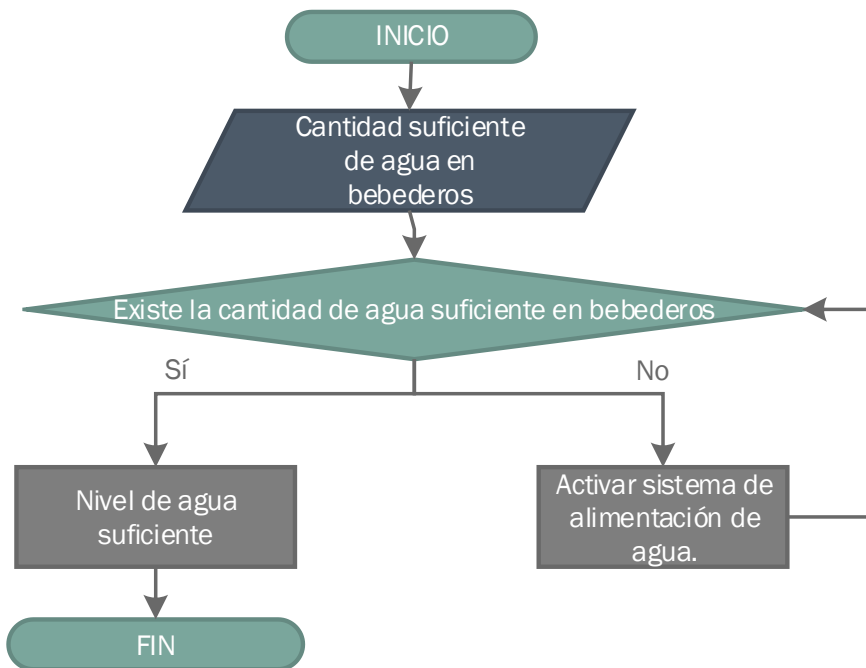 INICIO
Cantidad suficiente
de agua en
bebederos
Existe la cantidad de agua suficiente en bebederos
Sí
No
Nivel de agua
suficiente
Activar sistema de
alimentación de
agua.
FIN